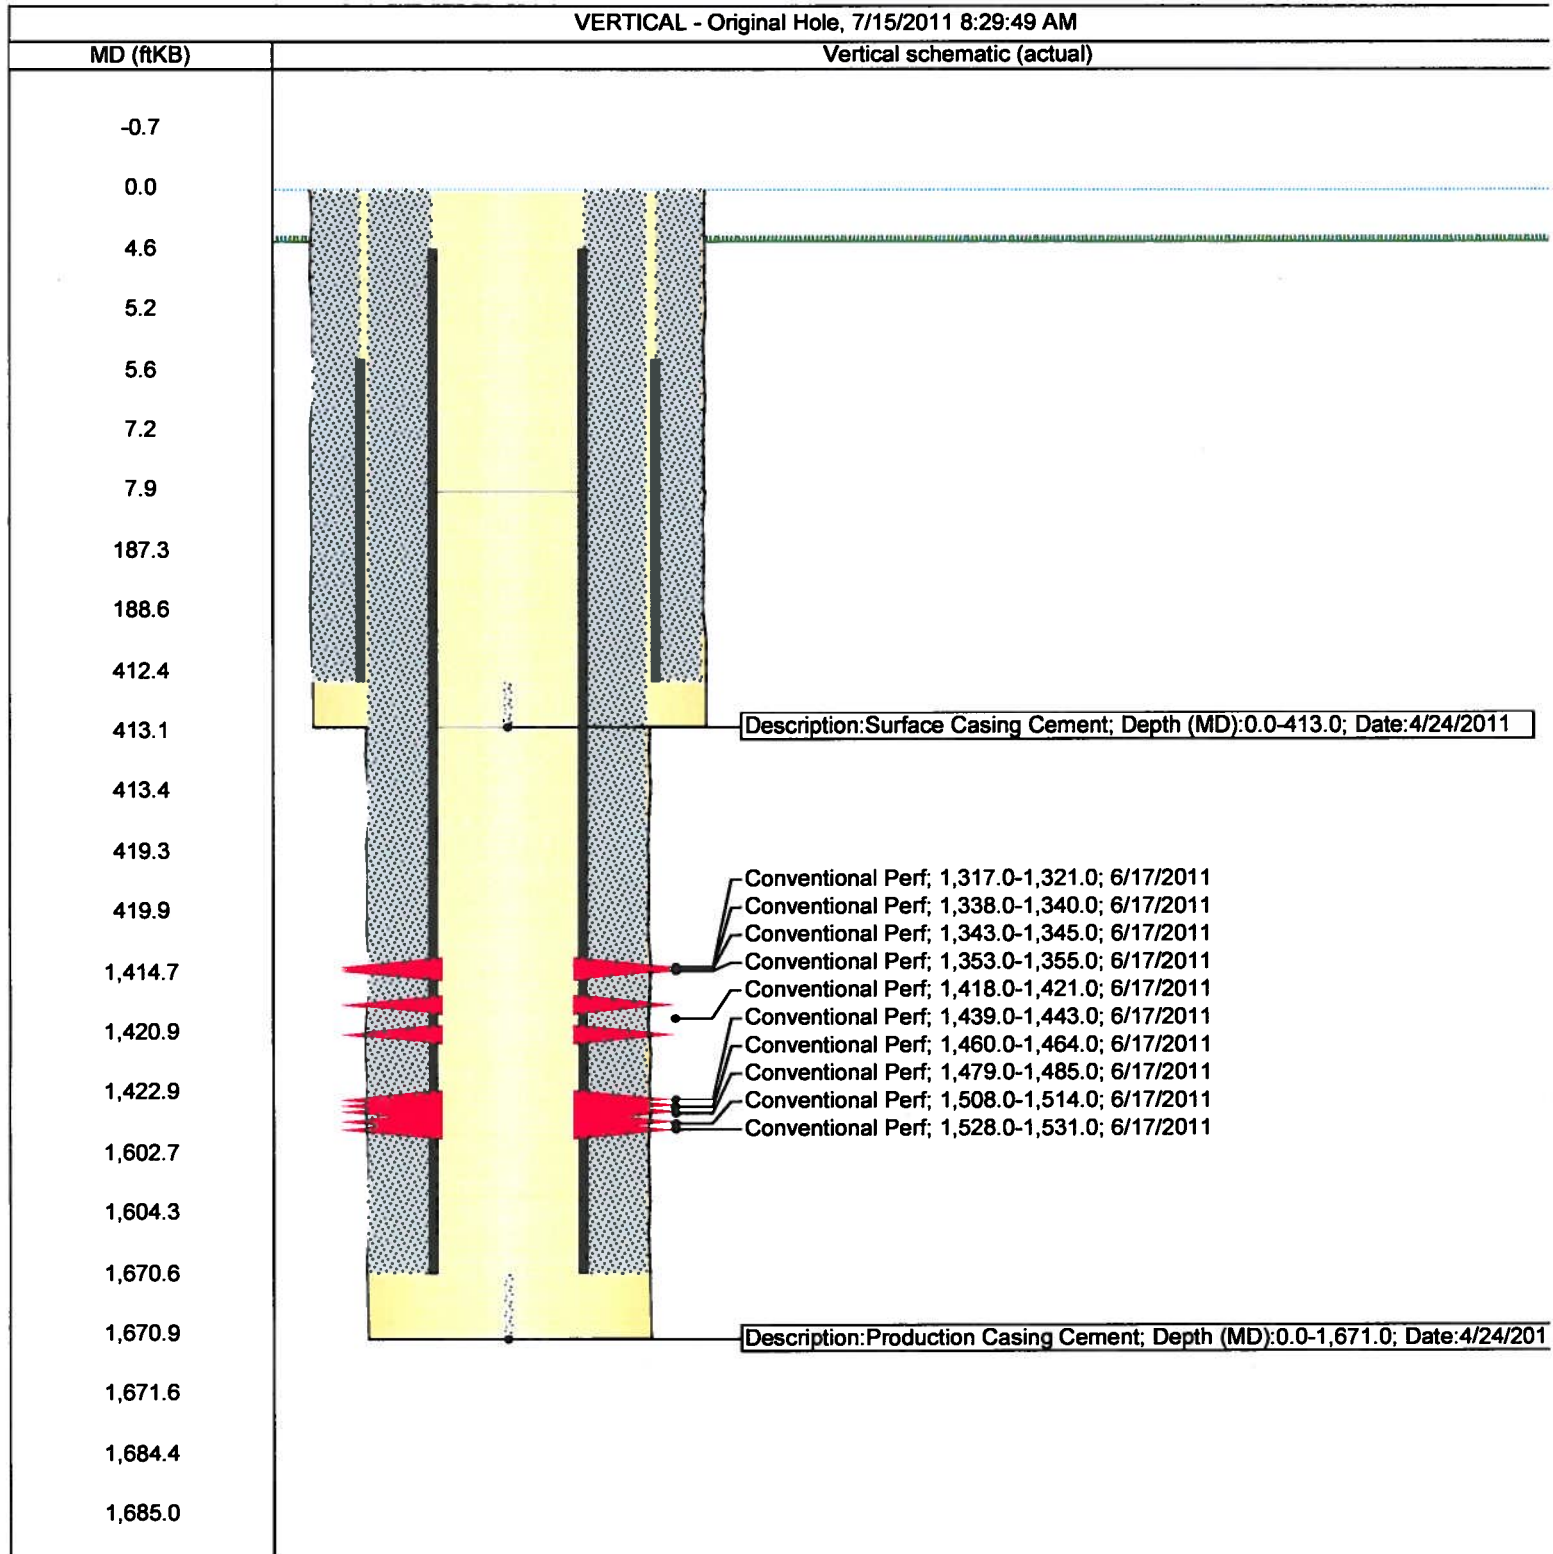 VERTICAL - Original Hole, 7/15/2011 8:29:49 AM
MD (ftKB)
Vertical schematic (actual)
-0.7
0.0
4.6
5.2
5.6
7.2
7.9
187.3
188.6
412.4
413.1
Description:Surface Casing Cement; Depth (MD):0.0-413.0; Date:4/24/2011
413.4
419.3
419.9
1,414.7
1,420.9
1,422.9
1,602.7
1,604.3
1,670.6
1,670.9
1,671.6
1,684.4
1,685.0
Conventional Perf; 1,317.0-1,321.0; 6/17/2011
Conventional Perf; 1,338.0-1,340.0; 6/17/2011
Conventional Perf; 1,343.0-1,345.0; 6/17/2011
Conventional Perf; 1,353.0-1,355.0; 6/17/2011
Conventional Perf; 1,418.0-1,421.0; 6/17/2011
Conventional Perf; 1,439.0-1,443.0; 6/17/2011
Conventional Perf; 1,460.0-1,464.0; 6/17/2011
Conventional Perf; 1,479.0-1,485.0; 6/17/2011
Conventional Perf; 1,508.0-1,514.0; 6/17/2011
Conventional Perf; 1,528.0-1,531.0; 6/17/2011
Description:Production Casing Cement; Depth (MD):0.0-1,671.0; Date:4/24/201